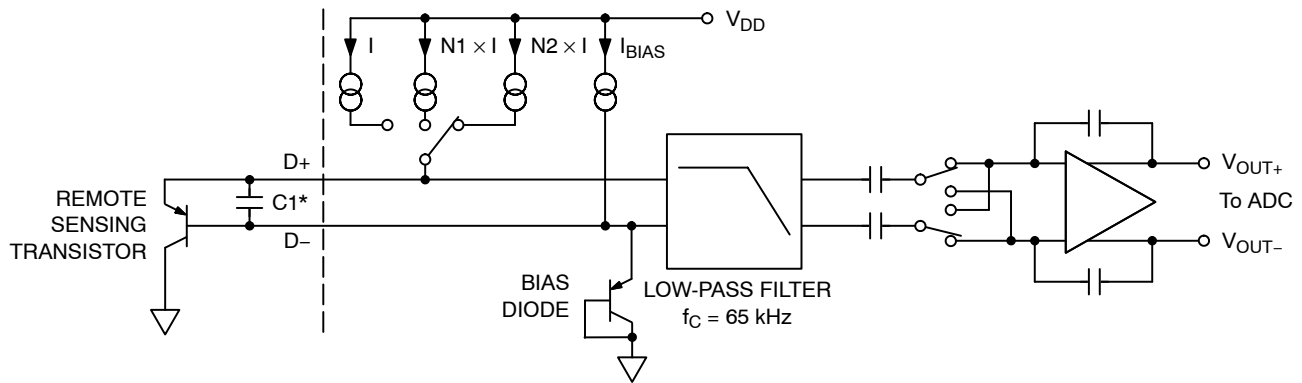 V_DD
I
N1 × I
N2 × I
I_BIAS
D+
REMOTE
SENSING
TRANSISTOR
C1*
D−
BIAS
DIODE
LOW-PASS FILTER
f_C = 65 kHz
V_OUT+
To ADC
V_OUT−